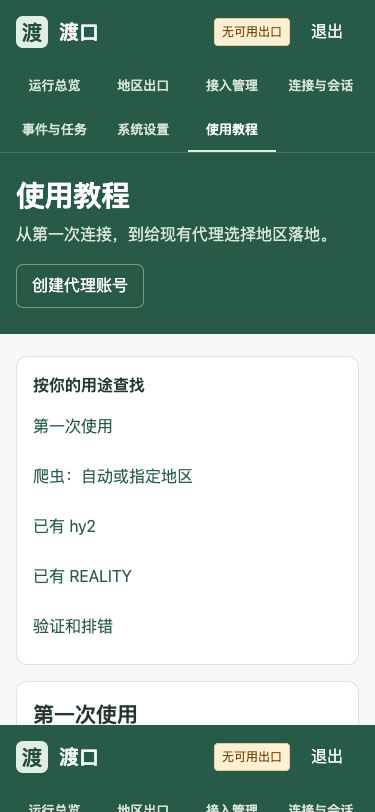 渡 渡口 无可用出口 退出
运行总览 地区出口 接入管理 连接与会话
事件与任务 系统设置 使用教程
使用教程
从第一次连接，到给现有代理选择地区落地。
创建代理账号
按你的用途查找
第一次使用
爬虫：自动或指定地区
已有 hy2
已有 REALITY
验证和排错
第一次使用
渡 渡口 无可用出口 退出
运行总览 地区出口 接入管理 连接与会话